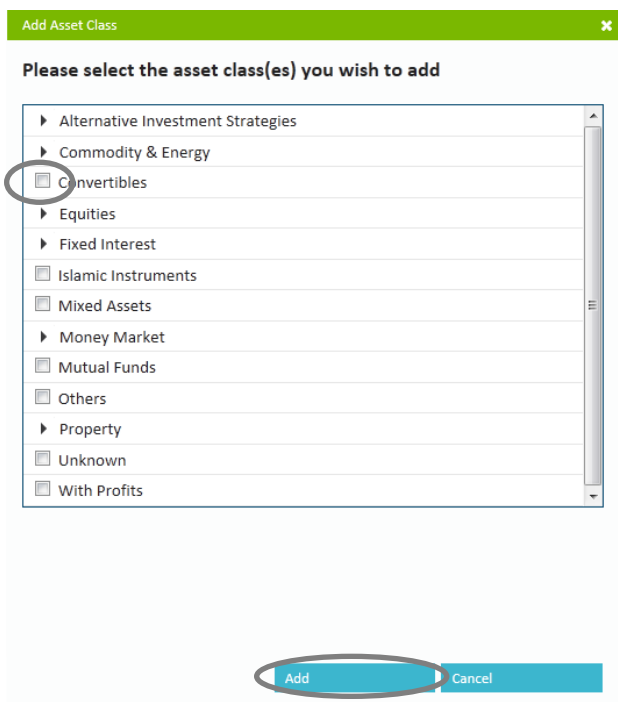 Add Asset Class
Please select the asset class(es) you wish to add
Alternative Investment Strategies
Commodity & Energy
Convertibles
Equities
Fixed Interest
Islamic Instruments
Mixed Assets
Money Market
Mutual Funds
Others
Property
Unknown
With Profits
Add Cancel